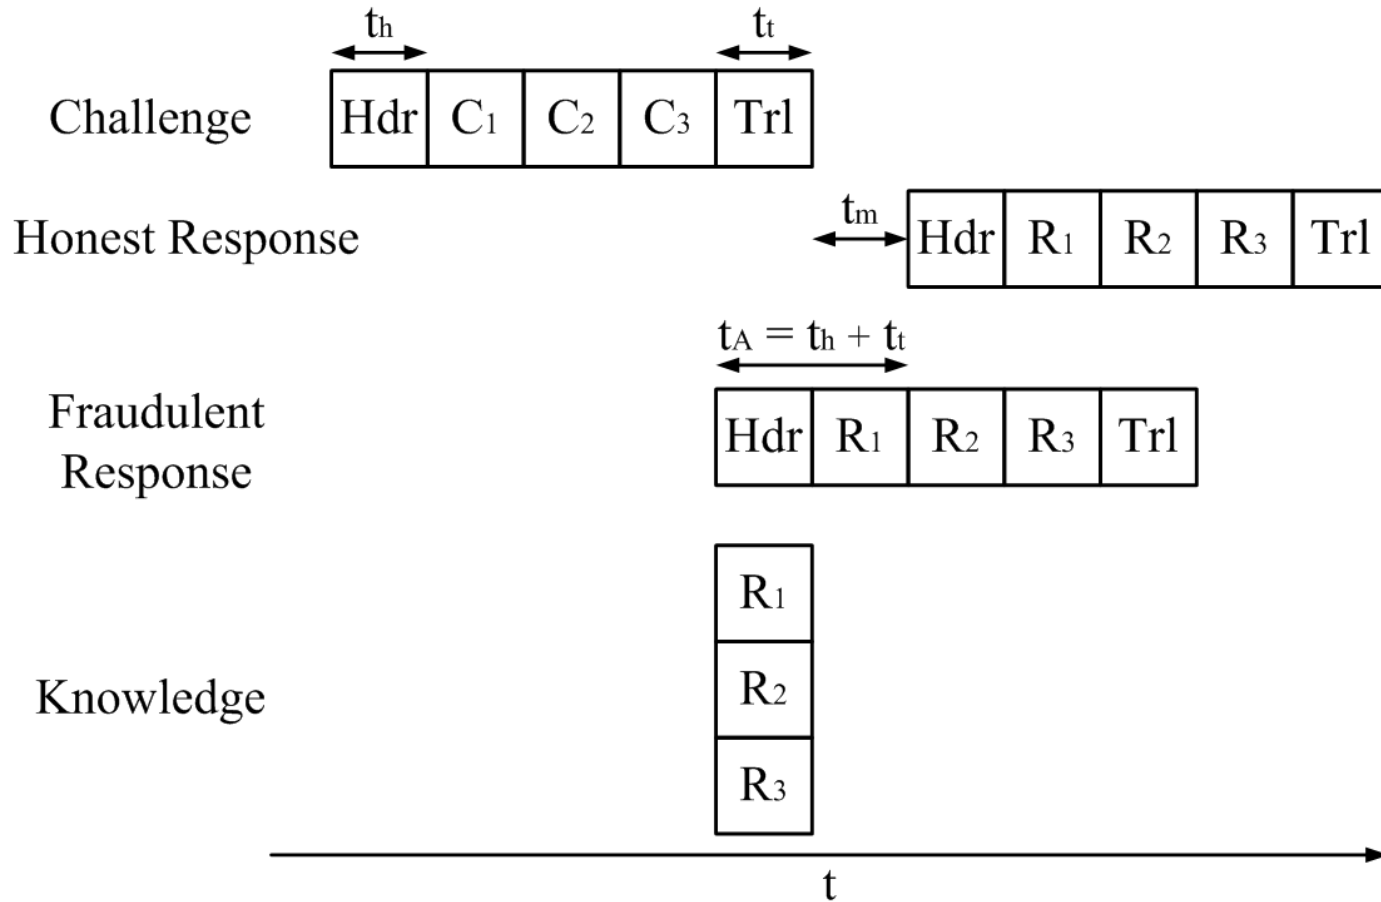 th tt
Challenge Hdr C1 C2 C3 Trl
tm
Honest Response Hdr R1 R2 R3 Trl
tA = th + tt
Fraudulent
Response
Hdr R1 R2 R3 Trl
Knowledge
R1
R2
R3
t